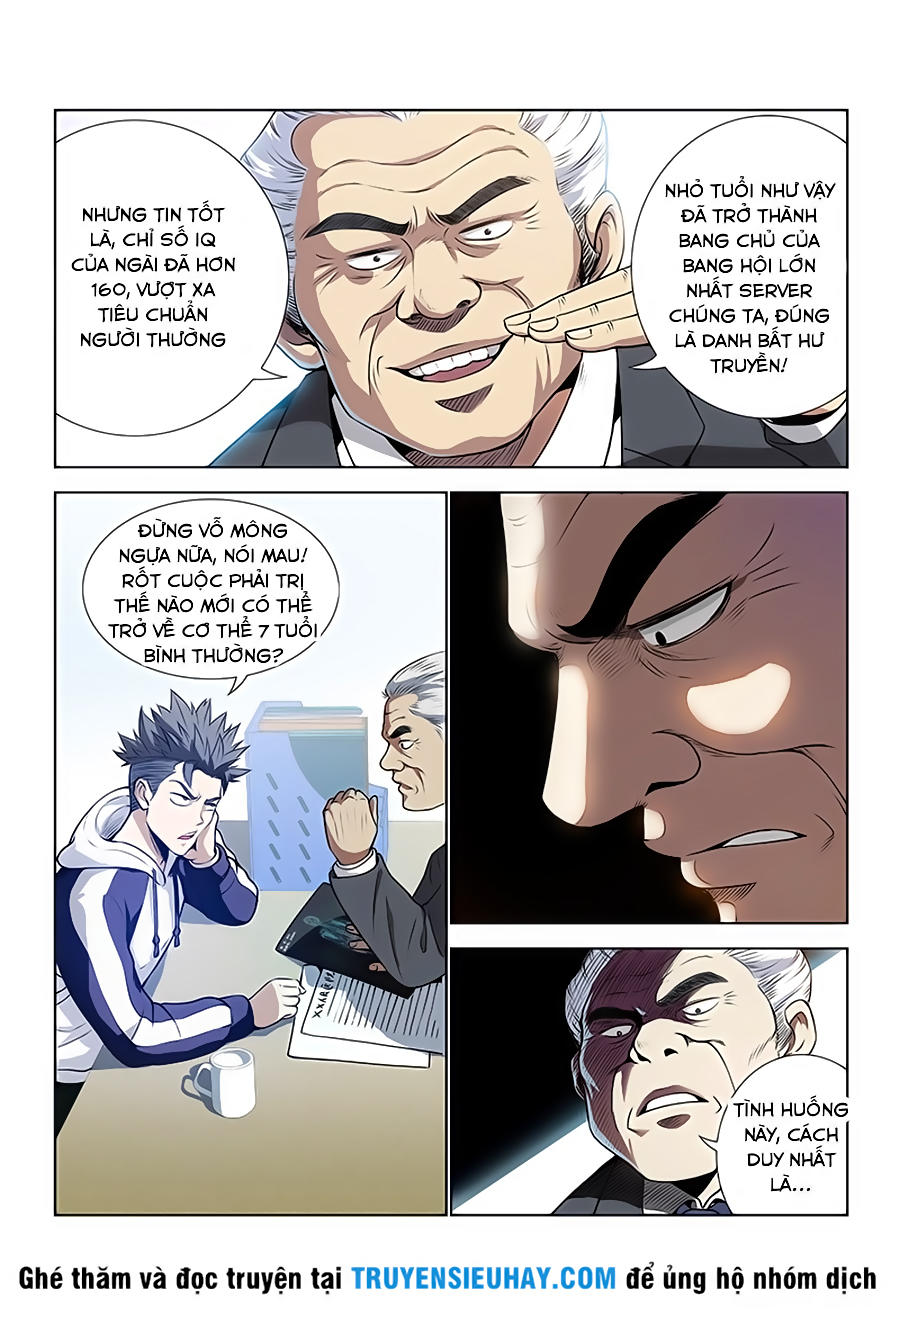 NHƯNG TIN TỐT
LÀ, CHỈ SỐ IQ
CỦA NGÀI ĐÃ HƠN
160, VƯỢT XA
TIÊU CHUẨN
NGƯỜI THƯỜNG
NHỎ TUỔI NHƯ VẬY
ĐÃ TRỞ THÀNH
BANG CHỦ CỦA
BANG HỘI LỚN
NHẤT SERVER
CHÚNG TA, ĐÚNG
LÀ DANH BẤT HƯ
TRUYỀN!
ĐỪNG VỖ MÔNG
NGỰA NỮA, NÓI MAU!
RỐT CUỘC PHẢI TRỊ
THẾ NÀO MỚI CÓ THỂ
TRỞ VỀ CƠ THỂ 7 TUỔI
BÌNH THƯỜNG?
TÌNH HUỐNG
NÀY, CÁCH
DUY NHẤT
LÀ...
Ghé thăm và đọc truyện tại TRUYENSIEUHAY.COM để ủng hộ nhóm dịch